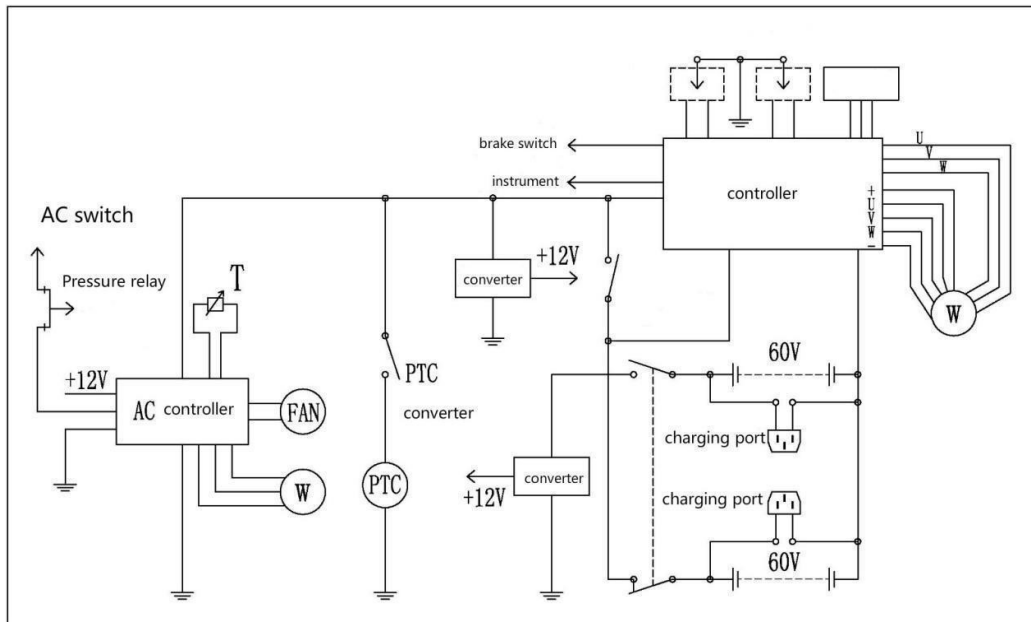 brake switch
U
V
W
instrument
controller
+
U
V
W
−
AC switch
+12V
converter
Pressure relay
T
W
60V
+12V
PTC
AC controller
FAN
converter
charging port
PTC
converter
W
+12V
charging port
60V